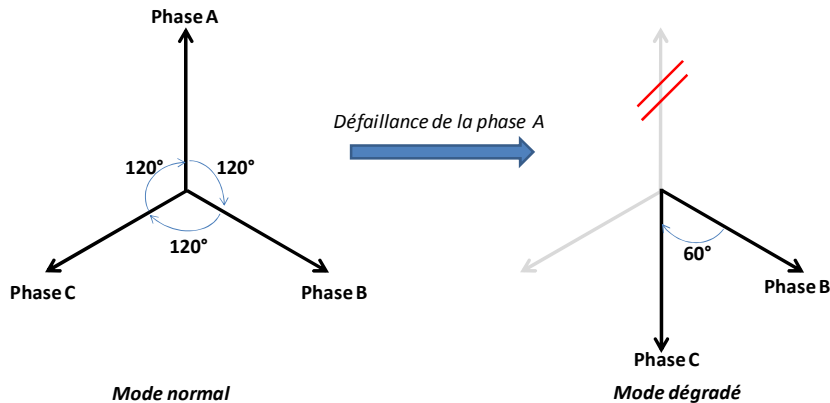 Phase A
Défaillance de la phase A
120°
120°
120°
Phase C
Phase B
Mode normal
60°
Phase B
Phase C
Mode dégradé